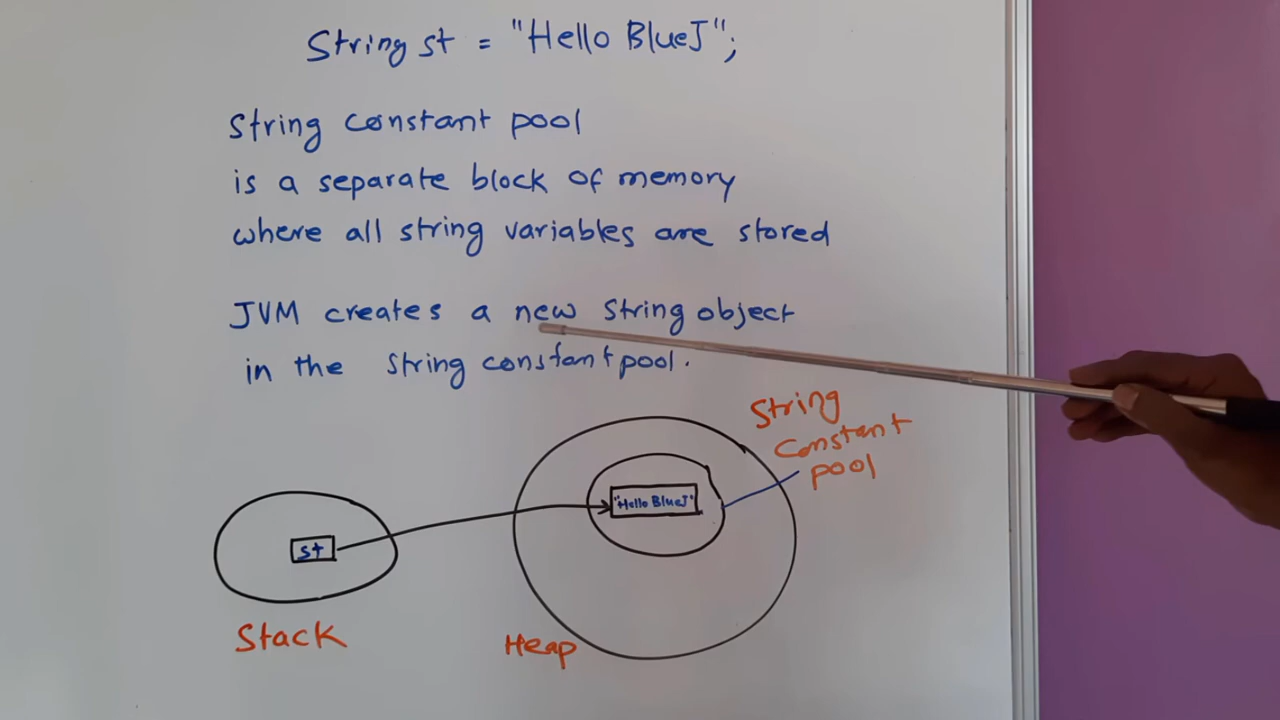 String st = "Hello BlueJ";
String constant pool
is a separate block of memory
where all string variables are stored
JVM creates a new String object
in the String constant pool.
String
constant
pool
"Hello BlueJ"
st
Stack
Heap